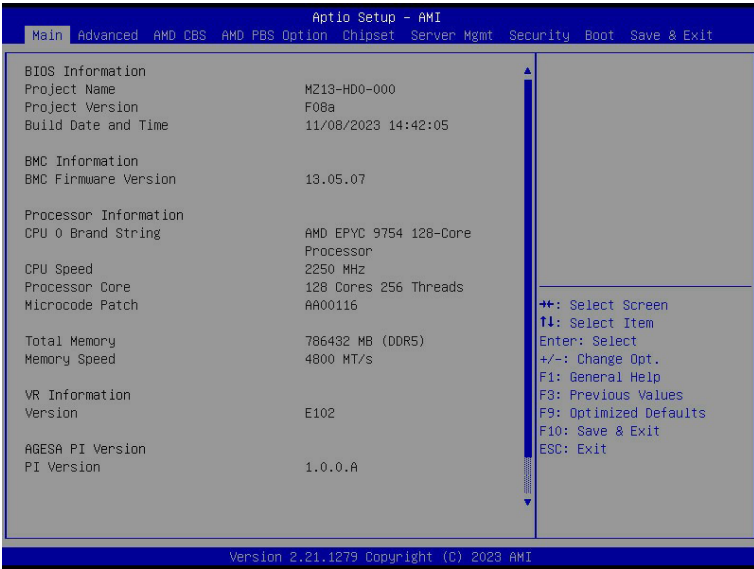 Aptio Setup – AMI
Main Advanced AMD CBS AMD PBS Option Chipset Server Mgmt Security Boot Save & Exit
BIOS Information
Project Name MZ13-HD0-000
Project Version F08a
Build Date and Time 11/08/2023 14:42:05
BMC Information
BMC Firmware Version 13.05.07
Processor Information
CPU 0 Brand String AMD EPYC 9754 128-Core
Processor
CPU Speed 2250 MHz
Processor Core 128 Cores 256 Threads
Microcode Patch AA00116
Total Memory 786432 MB (DDR5)
Memory Speed 4800 MT/s
VR Information
Version E102
AGESA PI Version
PI Version 1.0.0.A
→←: Select Screen
↑↓: Select Item
Enter: Select
+/-: Change Opt.
F1: General Help
F3: Previous Values
F9: Optimized Defaults
F10: Save & Exit
ESC: Exit
Version 2.21.1279 Copyright (C) 2023 AMI